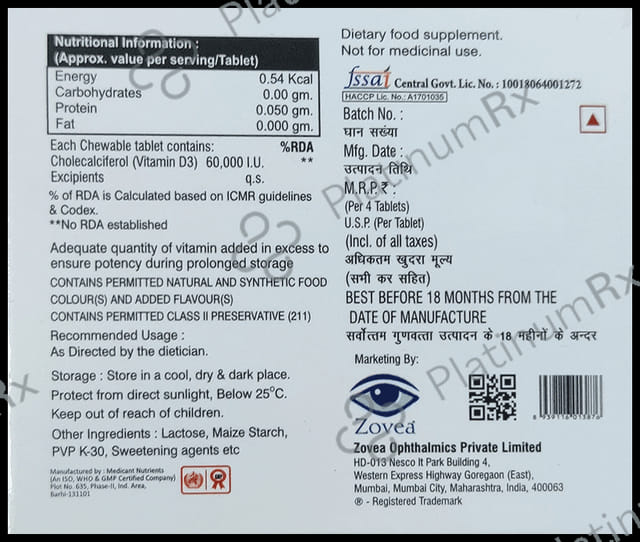 Nutritional Information :
(Approx. value per serving/Tablet)
Energy 0.54 Kcal
Carbohydrates 0.00 gm.
Protein 0.050 gm.
Fat 0.000 gm.
Each Chewable tablet contains: %RDA
Cholecalciferol (Vitamin D3) 60,000 I.U. **
Excipients q.s.
% of RDA is Calculated based on ICMR guidelines
& Codex.
**No RDA established
Adequate quantity of vitamin added in excess to
ensure potency during prolonged storage
CONTAINS PERMITTED NATURAL AND SYNTHETIC FOOD
COLOUR(S) AND ADDED FLAVOUR(S)
CONTAINS PERMITTED CLASS II PRESERVATIVE (211)
Recommended Usage :
As Directed by the dietician.
Storage : Store in a cool, dry & dark place.
Protect from direct sunlight, Below 25°C.
Keep out of reach of children.
Other Ingredients : Lactose, Maize Starch,
PVP K-30, Sweetening agents etc
Manufactured by : Medicant Nutrients
(An ISO, WHO & GMP Certified Company)
Plot No. 635, Phase-II, Ind. Area,
Barhi-131101
GMP
Dietary food supplement.
Not for medicinal use.
fssai Central Govt. Lic. No. : 10018064001272
HACCP Lic. No.: A1701035
Batch No. :
घान सख्या
Mfg. Date :
उत्पादन तिथि
M.R.P.₹ :
(Per 4 Tablets)
U.S.P. (Per Tablet)
(Incl. of all taxes)
अधिकतम खुदरा मूल्य
(सभी कर सहित)
BEST BEFORE 18 MONTHS FROM THE
DATE OF MANUFACTURE
सर्वोत्तम गुणवत्ता उत्पादन के 18 महीनों के अन्दर
Marketing By:
Zovea
8 939116 013876
Zovea Ophthalmics Private Limited
HD-013 Nesco It Park Building 4,
Western Express Highway Goregaon (East),
Mumbai, Mumbai City, Maharashtra, India, 400063
® - Registered Trademark
PlatinumRx
PlatinumRx
PlatinumRx